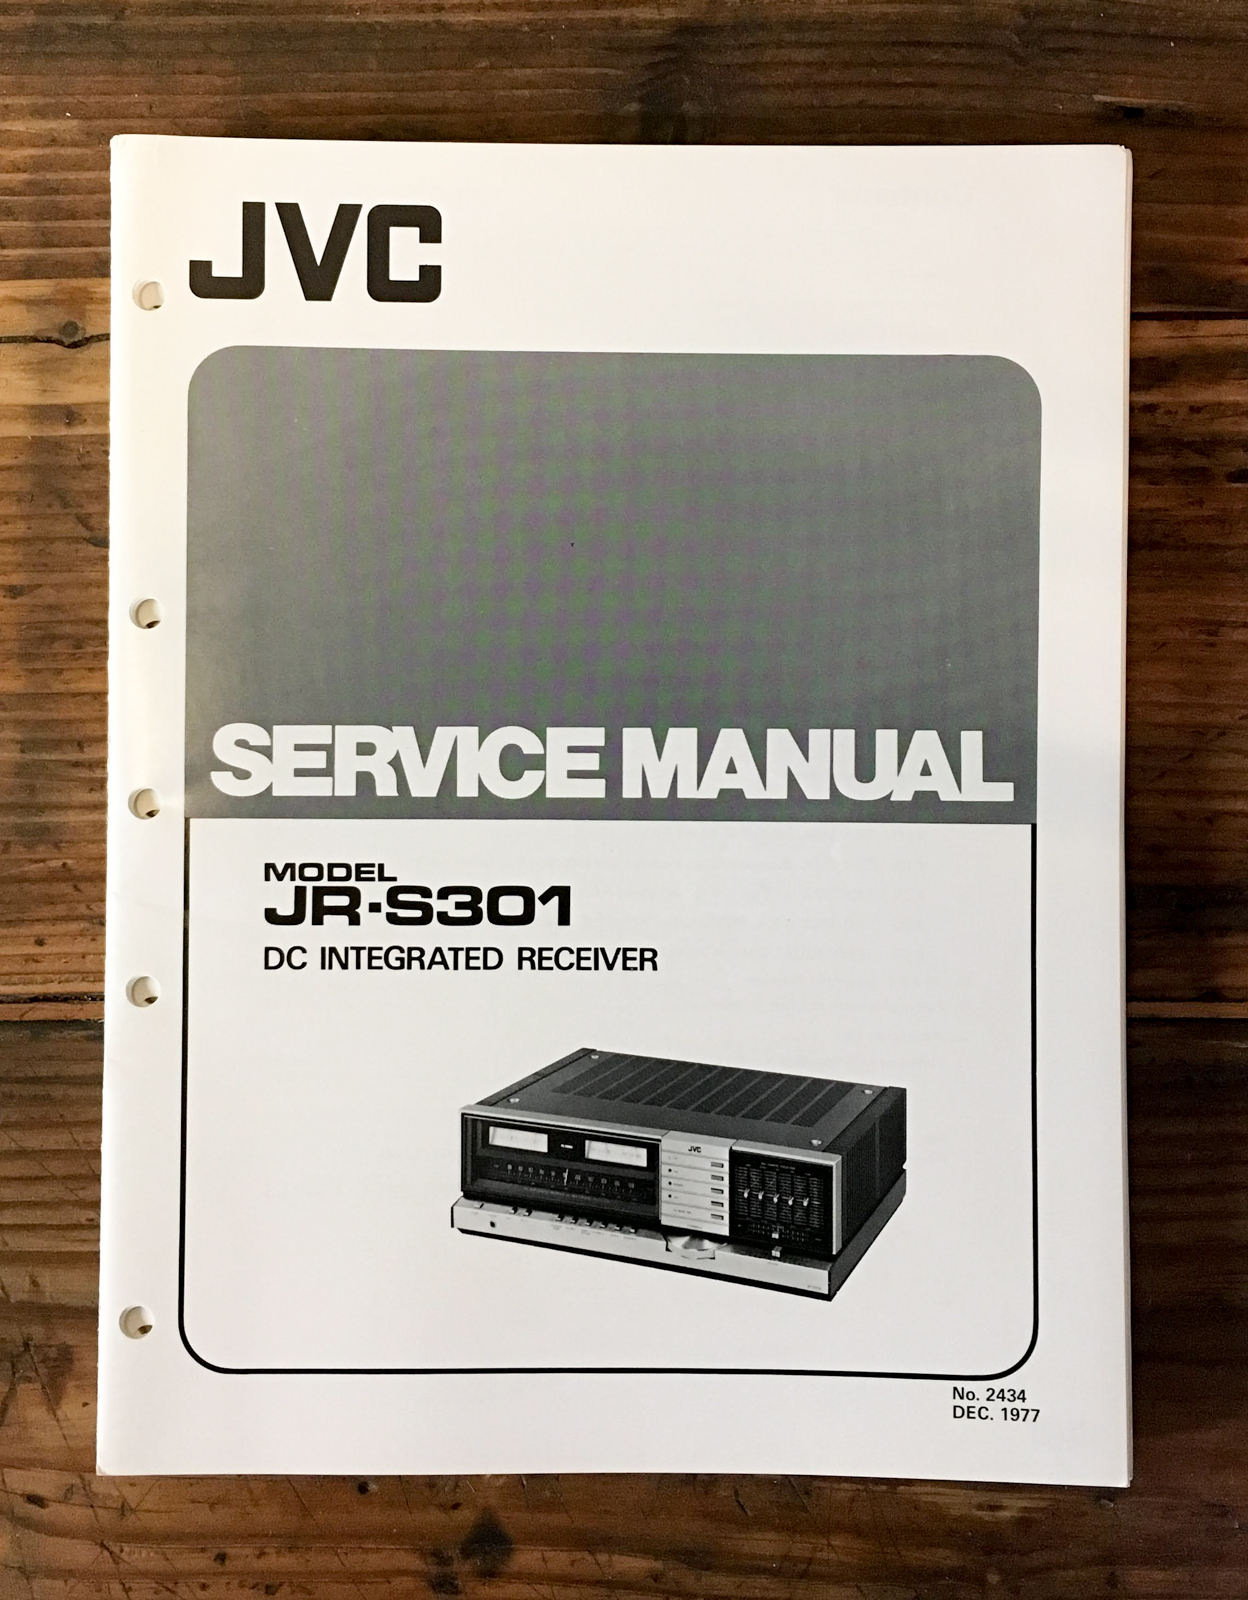 JVC
SERVICE MANUAL
MODEL
JR-S301
DC INTEGRATED RECEIVER
JVC
No. 2434
DEC. 1977